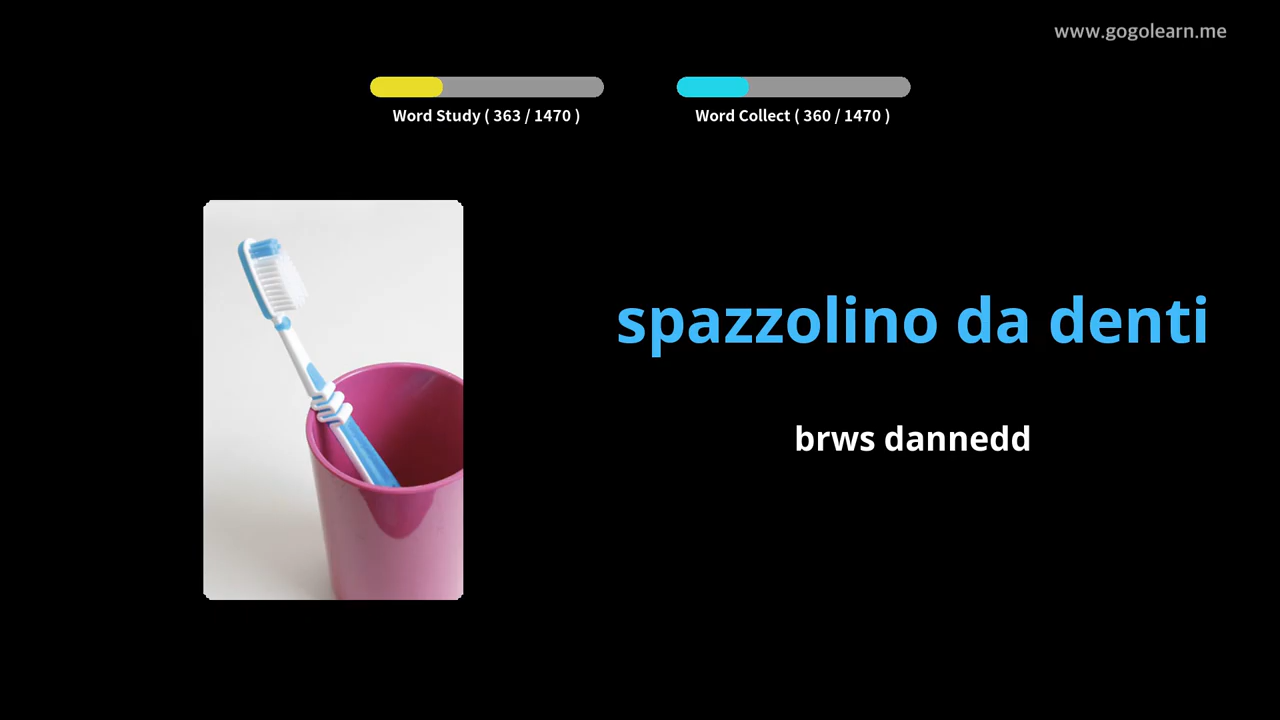 www.gogolearn.me
Word Study ( 363 / 1470 )
Word Collect ( 360 / 1470 )
spazzolino da denti
brws dannedd